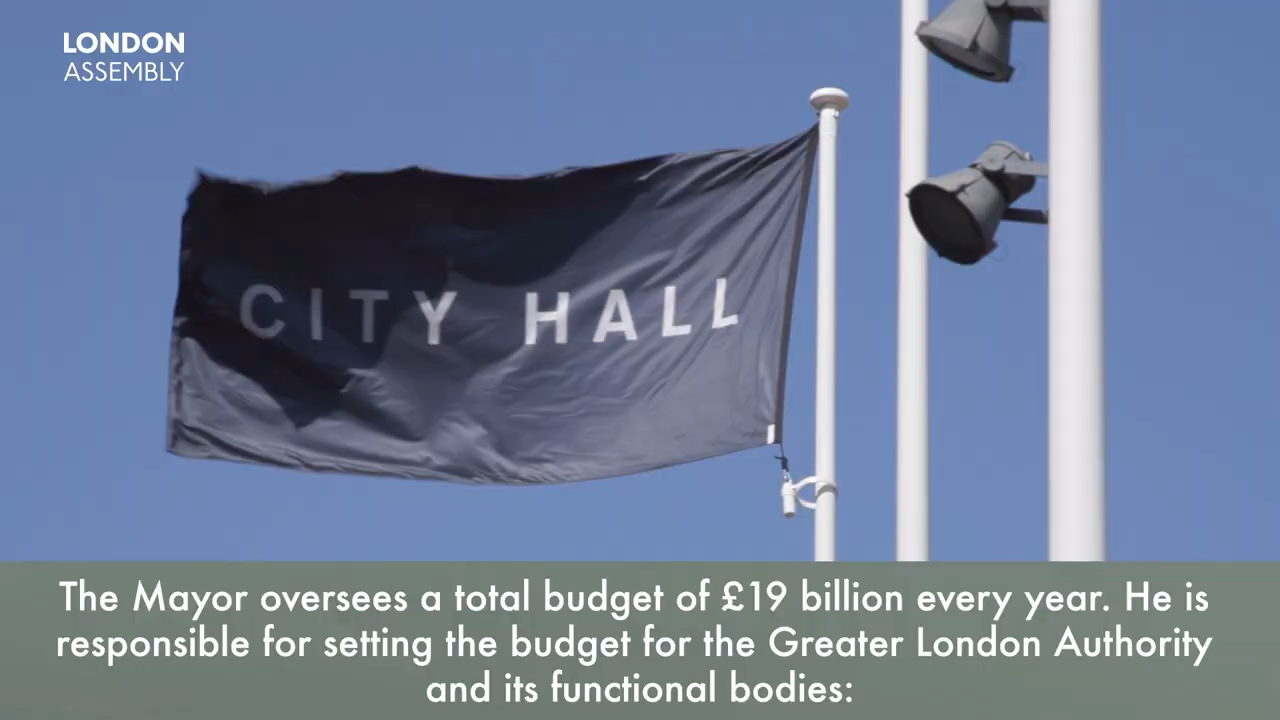 LONDON
ASSEMBLY
CITY HALL
The Mayor oversees a total budget of £19 billion every year. He is
responsible for setting the budget for the Greater London Authority
and its functional bodies: